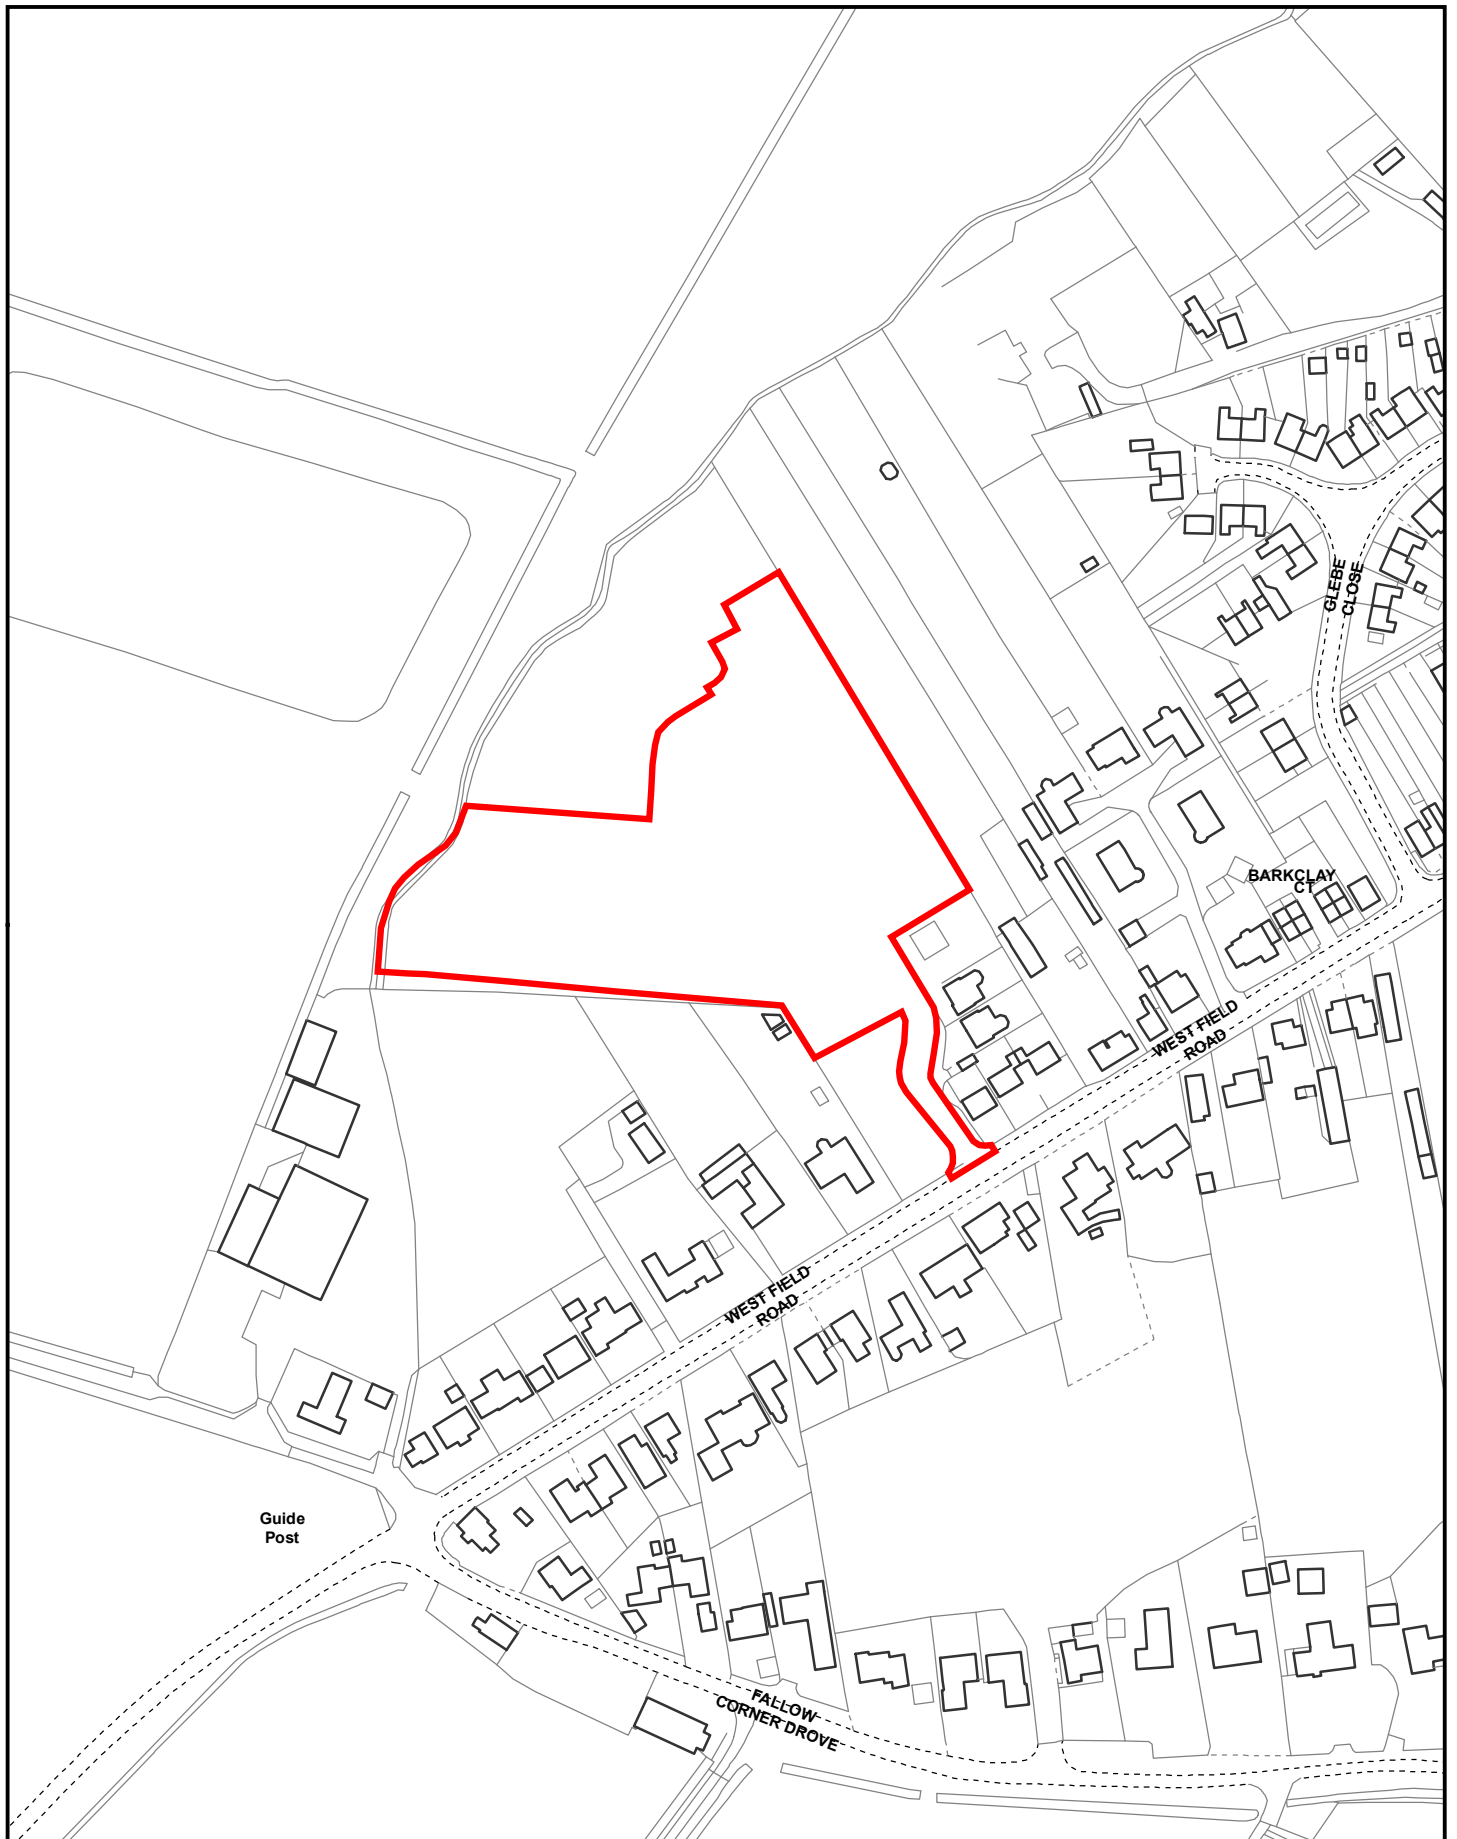 GLEBE
CLOSE
BARKCLAY
CT
WEST FIELD
ROAD
WEST FIELD
ROAD
Guide
Post
FALLOW
CORNER DROVE